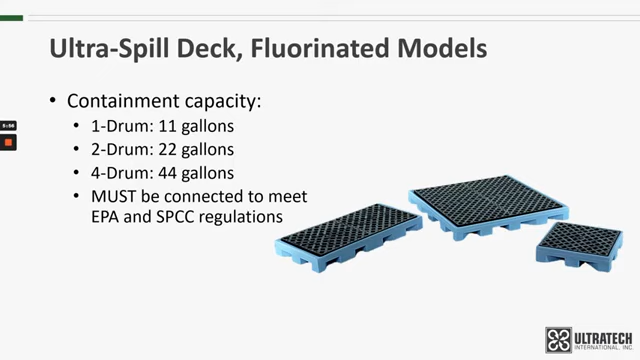 Ultra-Spill Deck, Fluorinated Models
• Containment capacity:
• 1-Drum: 11 gallons
• 2-Drum: 22 gallons
• 4-Drum: 44 gallons
• MUST be connected to meet
EPA and SPCC regulations
ULTRATECH
INTERNATIONAL, INC.